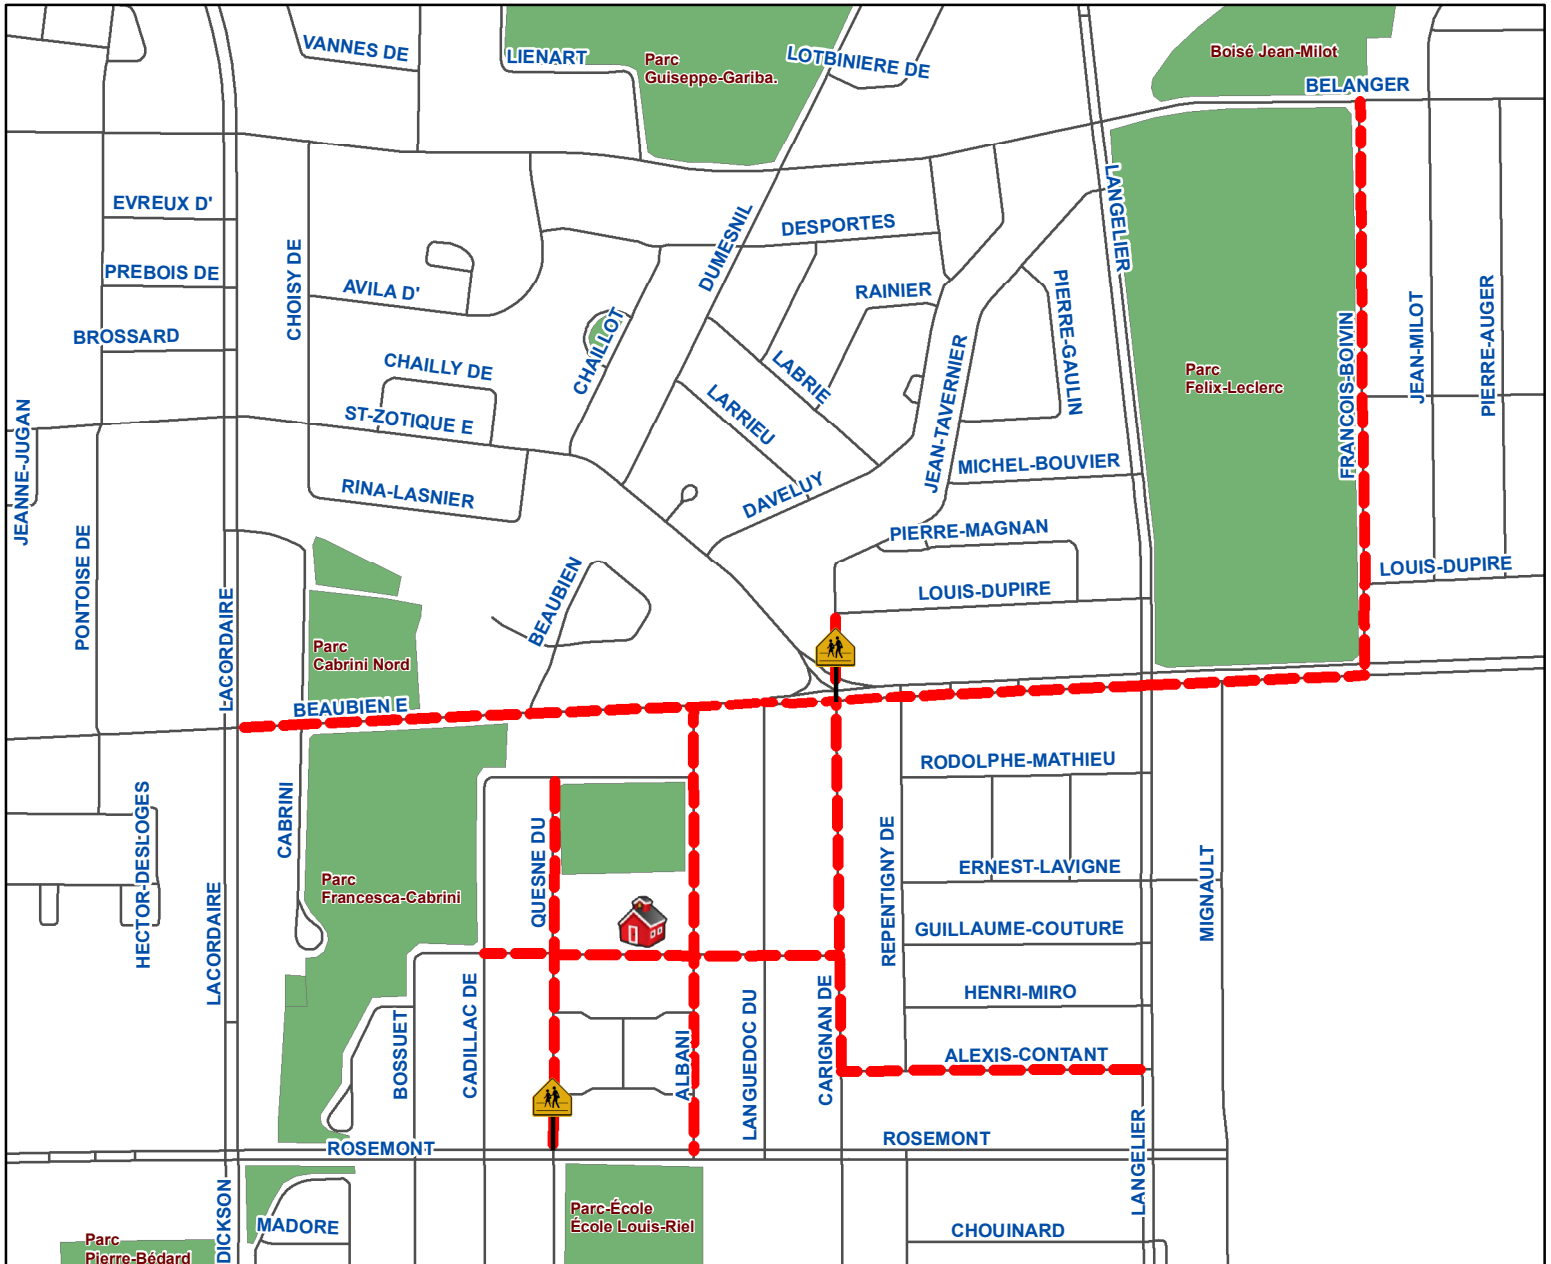 VANNES DE
LIENART
Parc
Guiseppe-Gariba.
LOTBINIERE DE
Boisé Jean-Milot
BELANGER
EVREUX D'
PREBOIS DE
BROSSARD
CHOISY DE
AVILA D'
CHAILLY DE
ST-ZOTIQUE E
RINA-LASNIER
CHAILLOT
DUMESNIL
DESPORTES
RAINIER
LABRIE
LARRIEU
DAVELUY
JEAN-TAVERNIER
PIERRE-GAULIN
LANGELIER
MICHEL-BOUVIER
PIERRE-MAGNAN
LOUIS-DUPIRE
Parc
Felix-Leclerc
FRANCOIS-BOIVIN
JEAN-MILOT
PIERRE-AUGER
LOUIS-DUPIRE
JEANNE-JUGAN
PONTOISE DE
LACORDAIRE
Parc
Cabrini Nord
BEAUBIEN
BEAUBIEN E
HECTOR-DESLOGES
LACORDAIRE
CABRINI
Parc
Francesca-Cabrini
QUESNE DU
BOSSUET
CADILLAC DE
ALBANI
LANGUEDOC DU
CARIGNAN DE
REPENTIGNY DE
RODOLPHE-MATHIEU
ERNEST-LAVIGNE
GUILLAUME-COUTURE
HENRI-MIRO
ALEXIS-CONTANT
MIGNAULT
LANGELIER
ROSEMONT
ROSEMONT
DICKSON
MADORE
Parc
Pierre-Bédard
Parc-École
École Louis-Riel
CHOUINARD